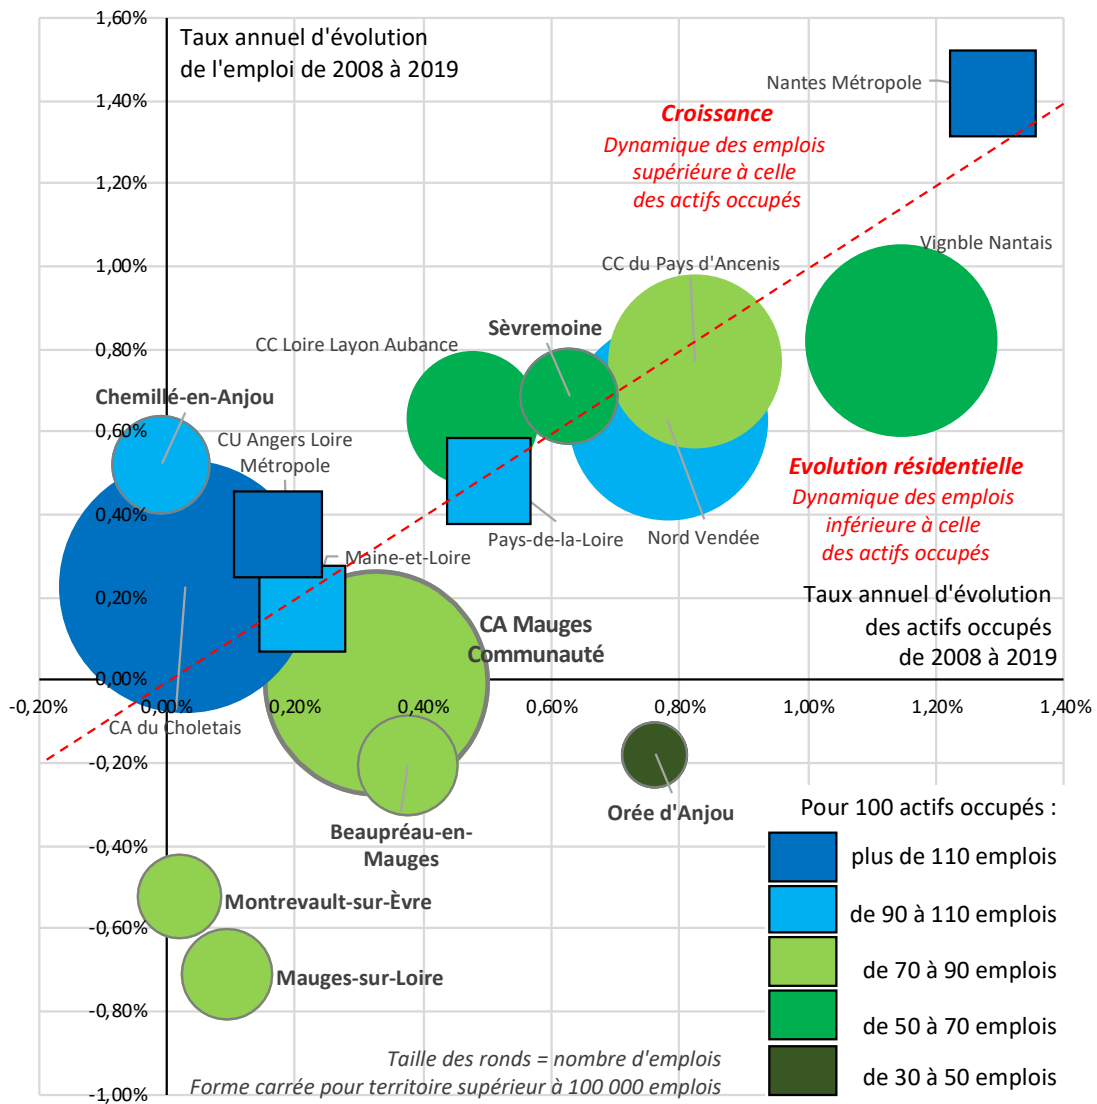 1,60%
Taux annuel d'évolution
de l'emploi de 2008 à 2019
1,40%
Nantes Métropole
Croissance
Dynamique des emplois
supériéure à celle
des actifs occupés
1,20%
1,00%
Vignble Nantais
CC du Pays d'Ancenis
Sèvremoine
CC Loire Layon Aubance
0,80%
Chemillé-en-Anjou
0,60%
CU Angers Loire
Métropole
Evolution résidentielle
Dynamique des emplois
inférieure à celle
des actifs occupés
0,40%
Pays-de-la-Loire
Nord Vendée
Maine-et-Loire
0,20%
Taux annuel d'évolution
des actifs occupés
de 2008 à 2019
CA Mauges
Communauté
0,00%
-0,20%
0,00%
0,20%
0,40%
0,60%
0,80%
1,00%
1,20%
1,40%
CA du Choletais
-0,20%
Orée d'Anjou
Beaupréau-en-
Mauges
-0,40%
Montrevault-sur-Èvre
-0,60%
Mauges-sur-Loire
-0,80%
-1,00%
Pour 100 actifs occupés :
plus de 110 emplois
de 90 à 110 emplois
de 70 à 90 emplois
de 50 à 70 emplois
de 30 à 50 emplois
Taille des ronds = nombre d'emplois
Forme carrée pour territoire supérieur à 100 000 emplois